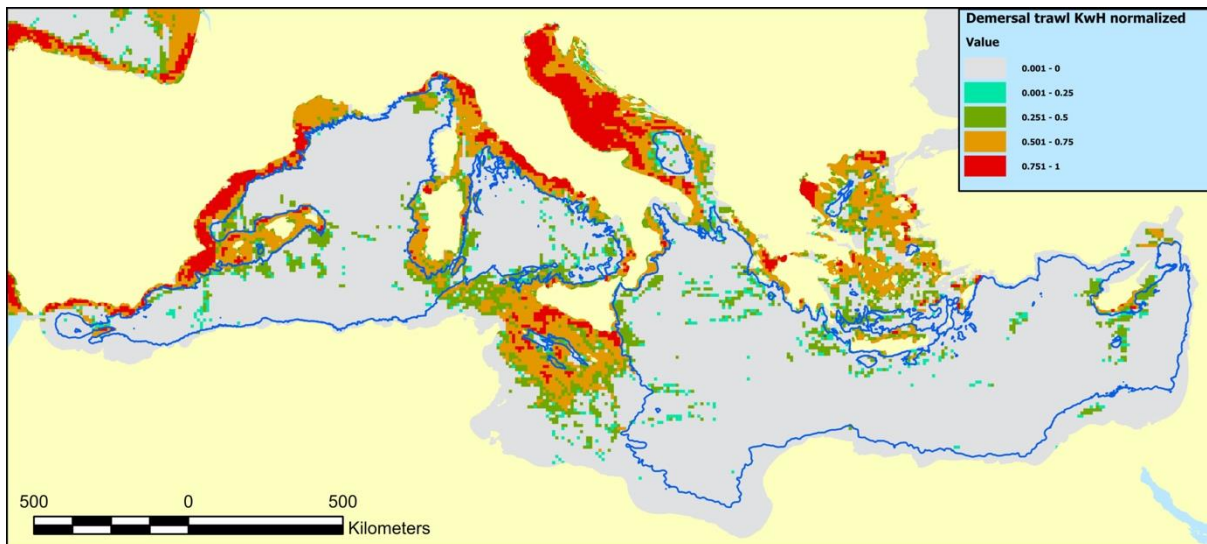 Demersal trawl KwH normalized
Value
0.001 - 0
0.001 - 0.25
0.251 - 0.5
0.501 - 0.75
0.751 - 1
500 0 500
Kilometers